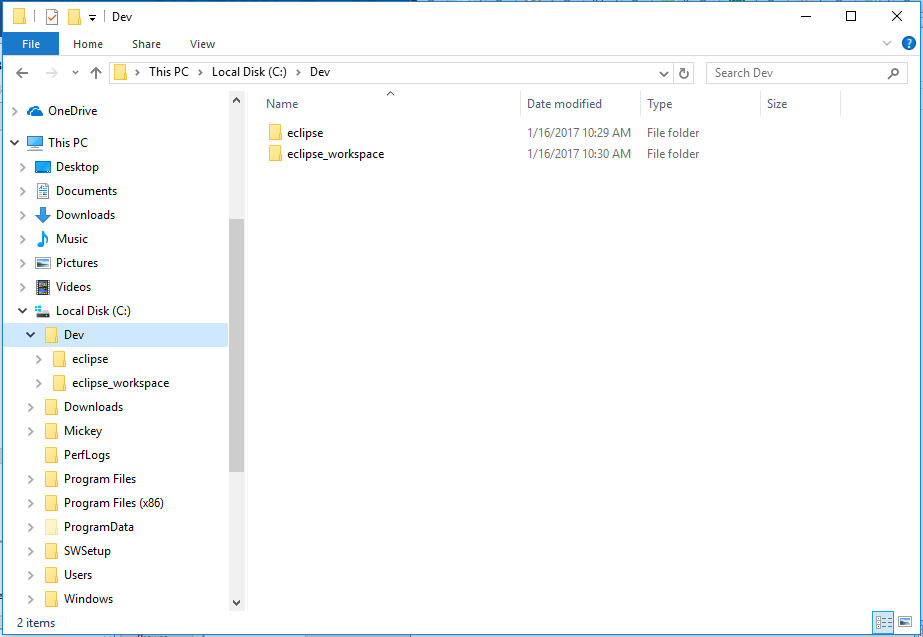 Dev
File Home Share View
This PC Local Disk (C:) Dev
Search Dev
OneDrive
This PC
Desktop
Documents
Downloads
Music
Pictures
Videos
Local Disk (C:)
Dev
eclipse
eclipse_workspace
Downloads
Mickey
PerfLogs
Program Files
Program Files (x86)
ProgramData
SWSetup
Users
Windows
Name Date modified Type Size
eclipse 1/16/2017 10:29 AM File folder
eclipse_workspace 1/16/2017 10:30 AM File folder
2 items